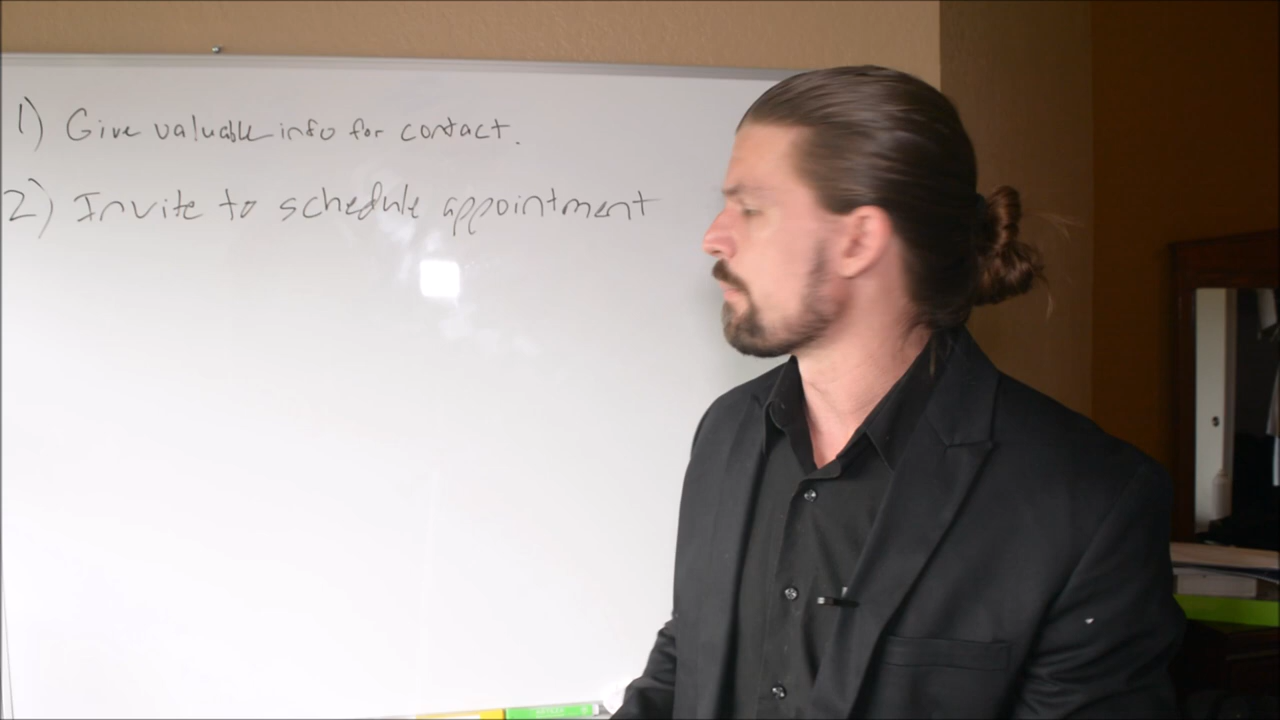 1) Give valuable info for contact.
2) Invite to schedule appointment